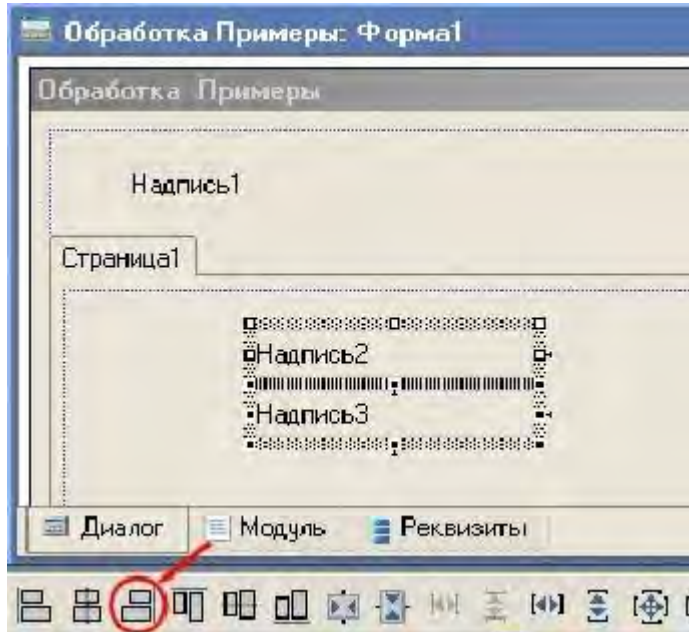 Обработка Примеры: Форма1
Обработка Примеры
Надпись1
Страница1
Надпись2
Надпись3
Диалог Модуль Реквизиты